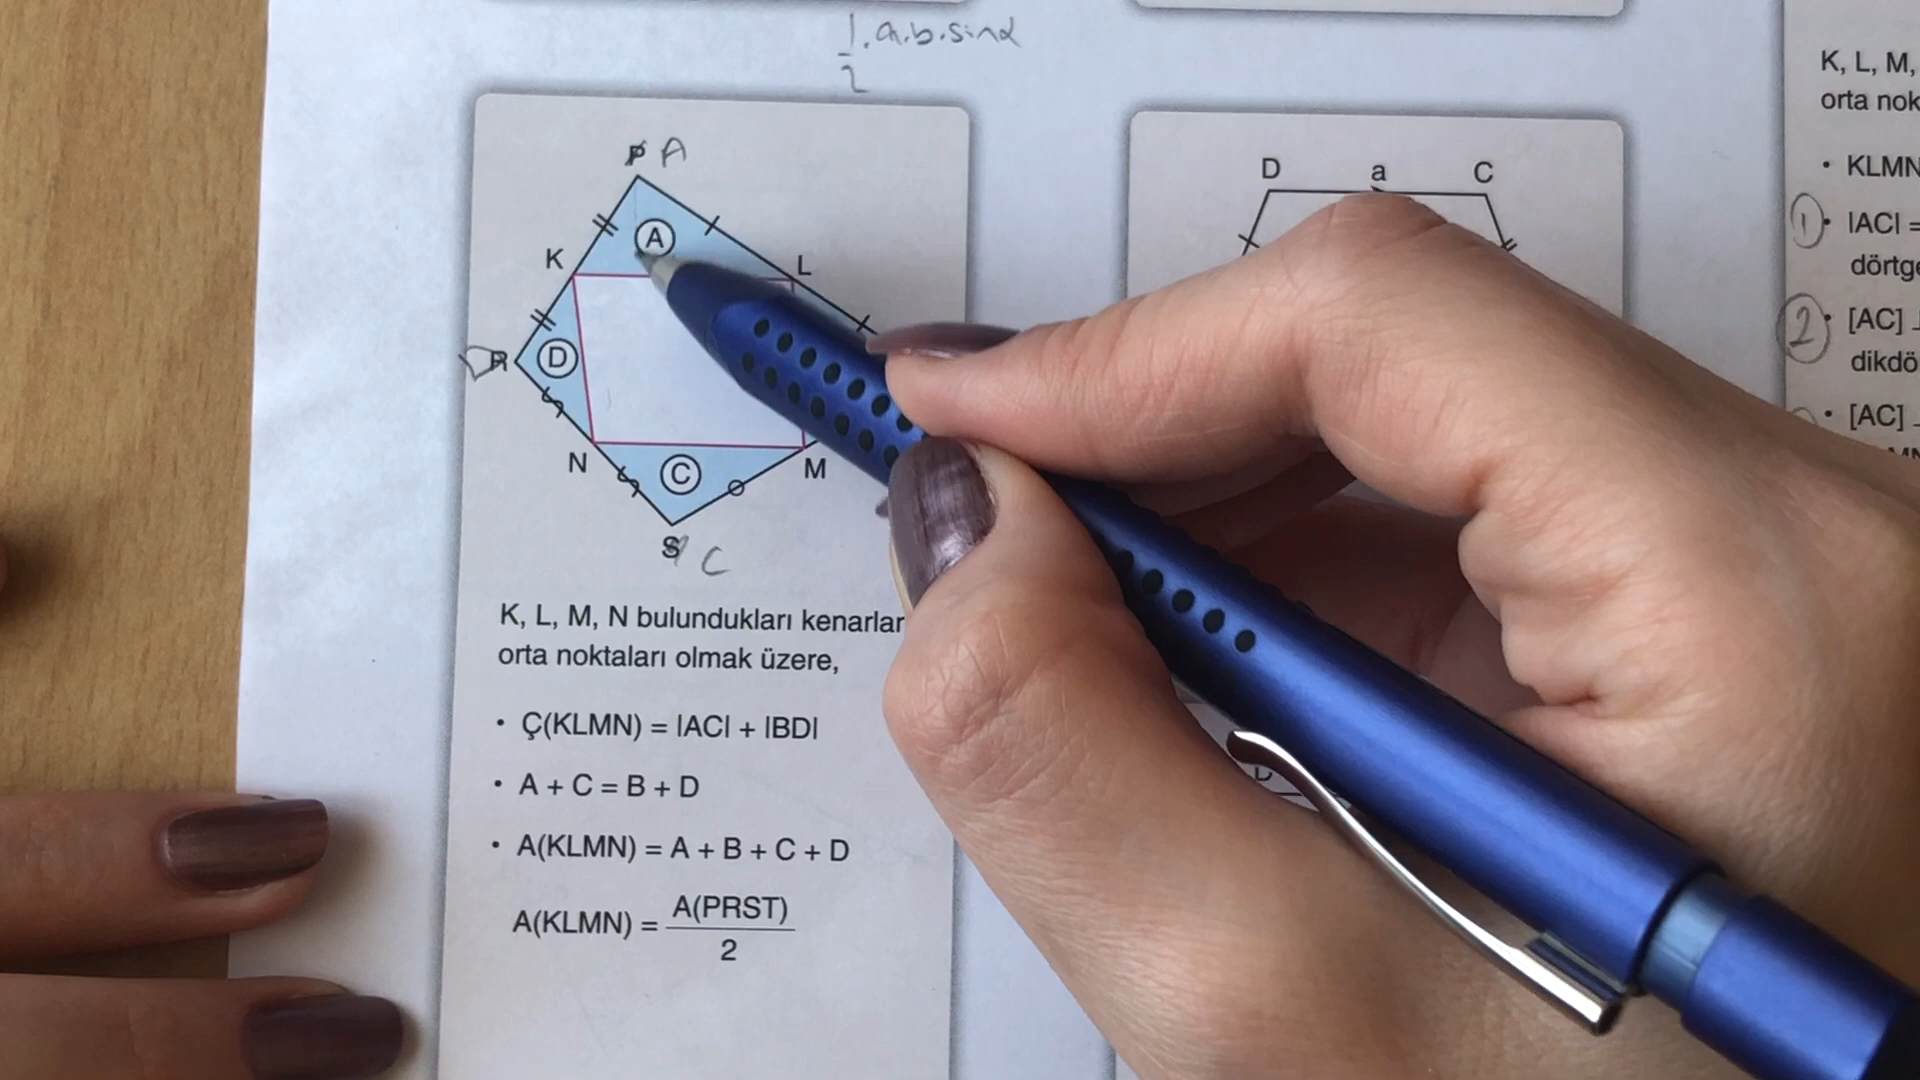 1/2 .a.b.sinα
P A
A
K
L
D
R
N
C
M
S C
K, L, M, N bulundukları kenarlar
orta noktaları olmak üzere,
• Ç(KLMN) = |AC| + |BD|
• A + C = B + D
• A(KLMN) = A + B + C + D
A(KLMN) = A(PRST)
2
D a C
K, L, M,
orta nok
• KLMN
1 • |AC| =
dörtge
2 • [AC] ⊥
dikdö
• [AC] ⊥